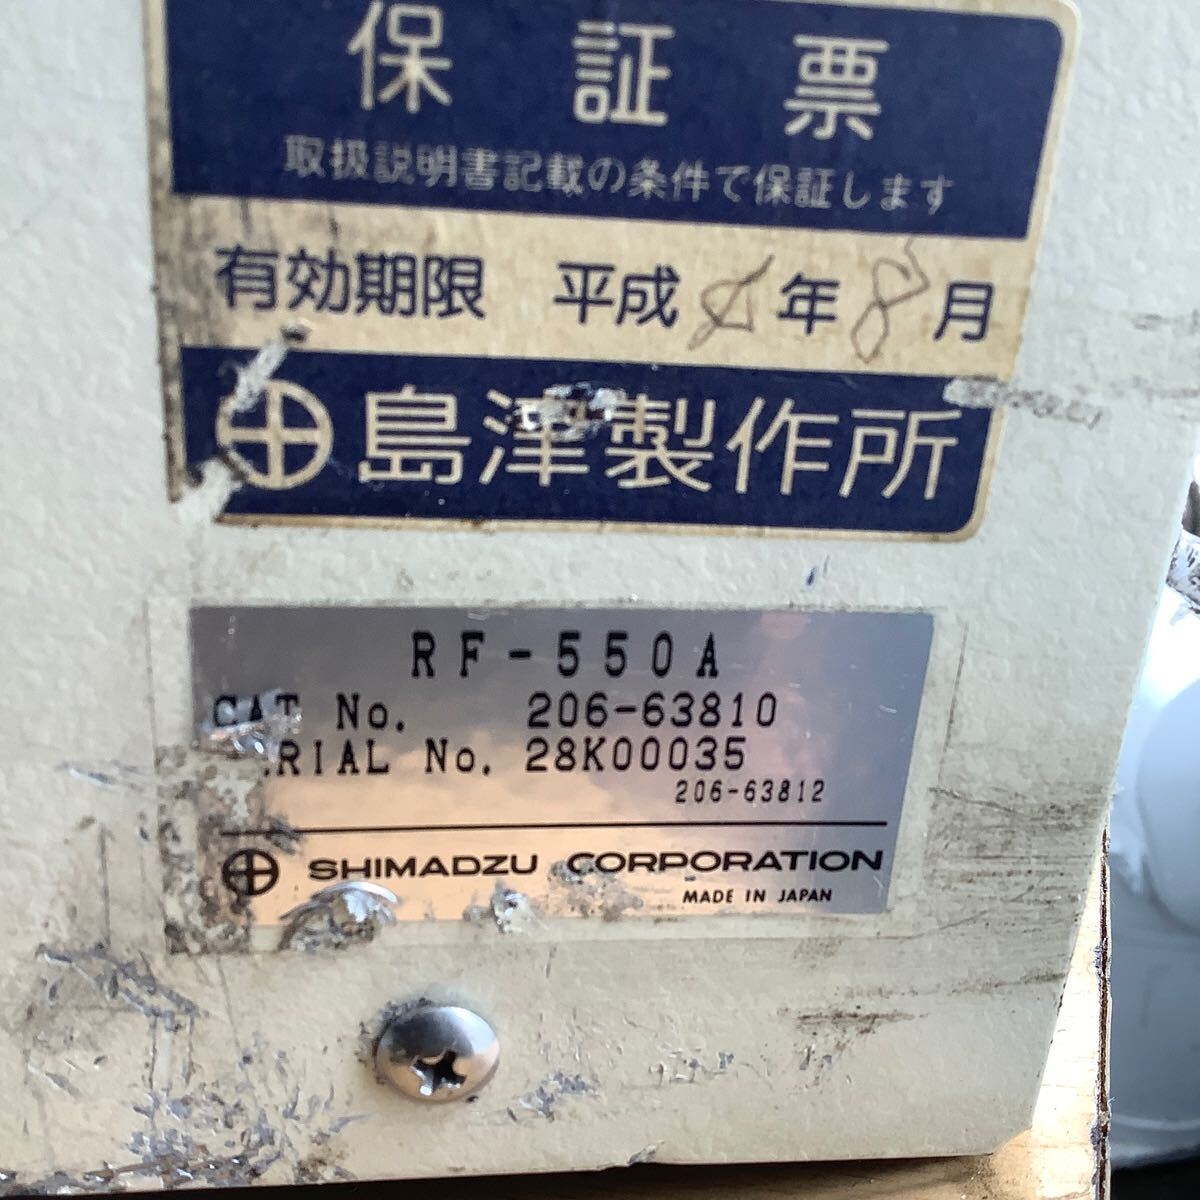 保証票
取扱説明書記載の条件で保証します
有効期限 平成 年 8 月
島津製作所
RF-550A
CAT No. 206-63810
RIAL No. 28K00035
206-63812
SHIMADZU CORPORATION
MADE IN JAPAN